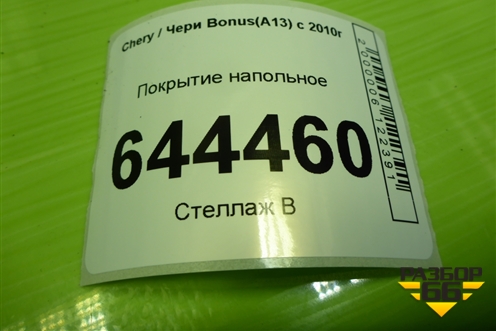 Chery / Чери Bonus(A13) с 2010г
Покрытие напольное
644460
Стеллаж В
2000006122391
РАЗБОР
66